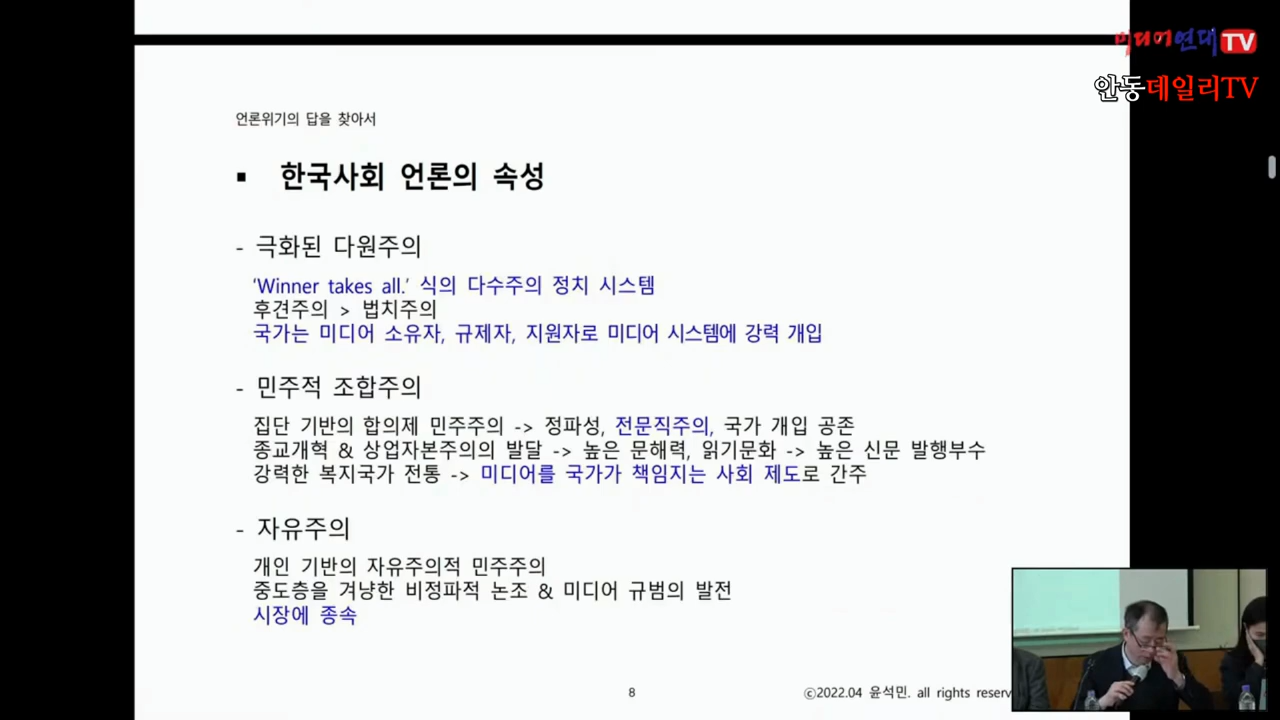 미디어연대TV
안동데일리TV
언론위기의 답을 찾아서
▪ 한국사회 언론의 속성
- 극화된 다원주의
‘Winner takes all.’ 식의 다수주의 정치 시스템
후견주의 > 법치주의
국가는 미디어 소유자, 규제자, 지원자로 미디어 시스템에 강력 개입
- 민주적 조합주의
집단 기반의 합의제 민주주의 -> 정파성, 전문직주의, 국가 개입 공존
종교개혁 & 상업자본주의의 발달 -> 높은 문해력, 읽기문화 -> 높은 신문 발행부수
강력한 복지국가 전통 -> 미디어를 국가가 책임지는 사회 제도로 간주
- 자유주의
개인 기반의 자유주의적 민주주의
중도층을 겨냥한 비정파적 논조 & 미디어 규범의 발전
시장에 종속
8
ⓒ2022.04 윤석민. all rights reserv